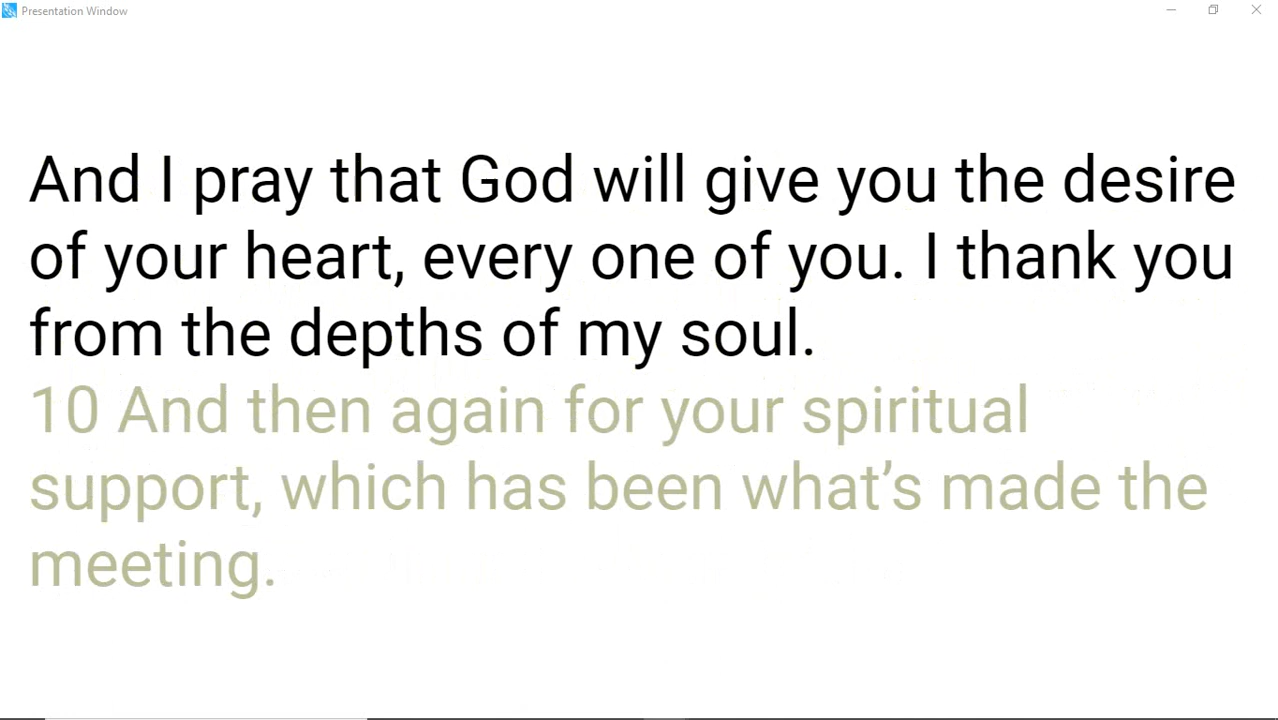 Presentation Window
And I pray that God will give you the desire
of your heart, every one of you. I thank you
from the depths of my soul.
10 And then again for your spiritual
support, which has been what’s made the
meeting.